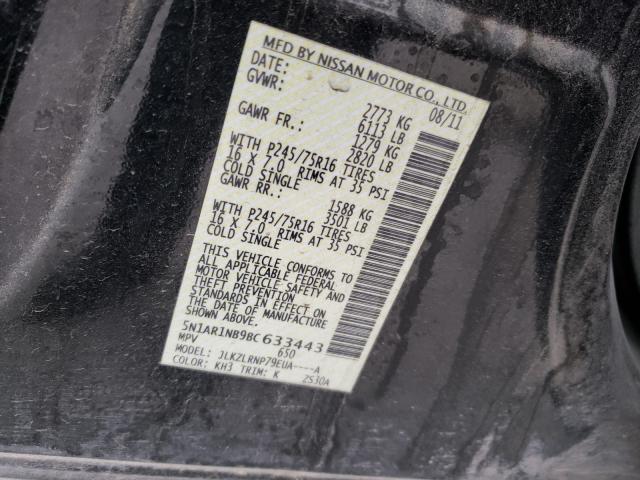 MFD BY NISSAN MOTOR CO., LTD.
DATE: 08/11
GVWR: 2773 KG
6113 LB
GAWR FR.: 1279 KG
2820 LB
WITH P245/75R16 TIRES
16 X 7.0 RIMS AT 35 PSI
COLD SINGLE
GAWR RR.: 1588 KG
3501 LB
WITH P245/75R16 TIRES
16 X 7.0 RIMS AT 35 PSI
COLD SINGLE
THIS VEHICLE CONFORMS TO
ALL APPLICABLE FEDERAL
MOTOR VEHICLE SAFETY AND
THEFT PREVENTION
STANDARDS IN EFFECT ON
THE DATE OF MANUFACTURE
5N1AR1NB9BC633443
MPV 650
MODEL: JLKZLRNP79EUA----A
COLOR: KH3 TRIM: K ZS30A